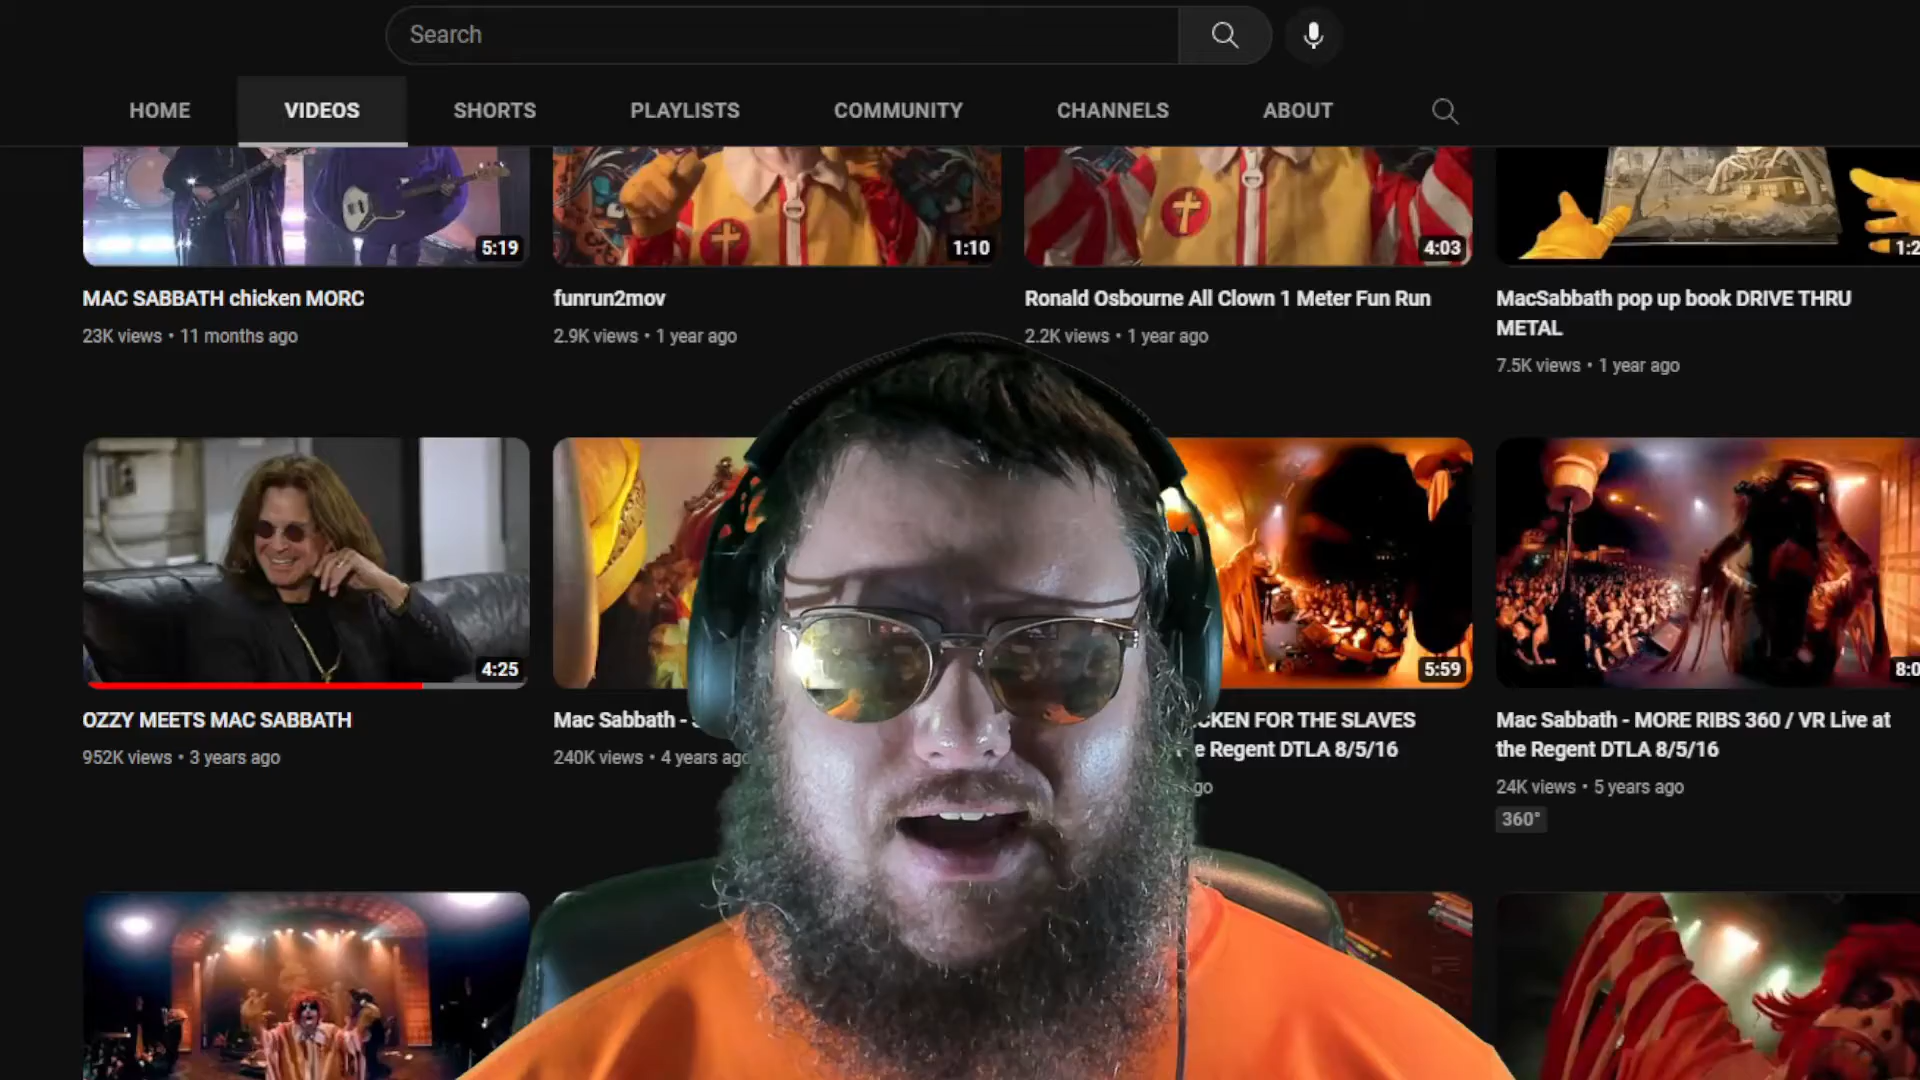 Search
HOME
VIDEOS
SHORTS
PLAYLISTS
COMMUNITY
CHANNELS
ABOUT
5:19
1:10
4:03
MAC SABBATH chicken MORC
23K views • 11 months ago
funrun2mov
2.9K views • 1 year ago
Ronald Osbourne All Clown 1 Meter Fun Run
2.2K views • 1 year ago
MacSabbath pop up book DRIVE THRU
METAL
7.5K views • 1 year ago
4:25
OZZY MEETS MAC SABBATH
952K views • 3 years ago
Mac Sabbath -
240K views • 4 years ago
5:59
FOR THE SLAVES
Regent DTLA 8/5/16
Mac Sabbath - MORE RIBS 360 / VR Live at
the Regent DTLA 8/5/16
24K views • 5 years ago
360°